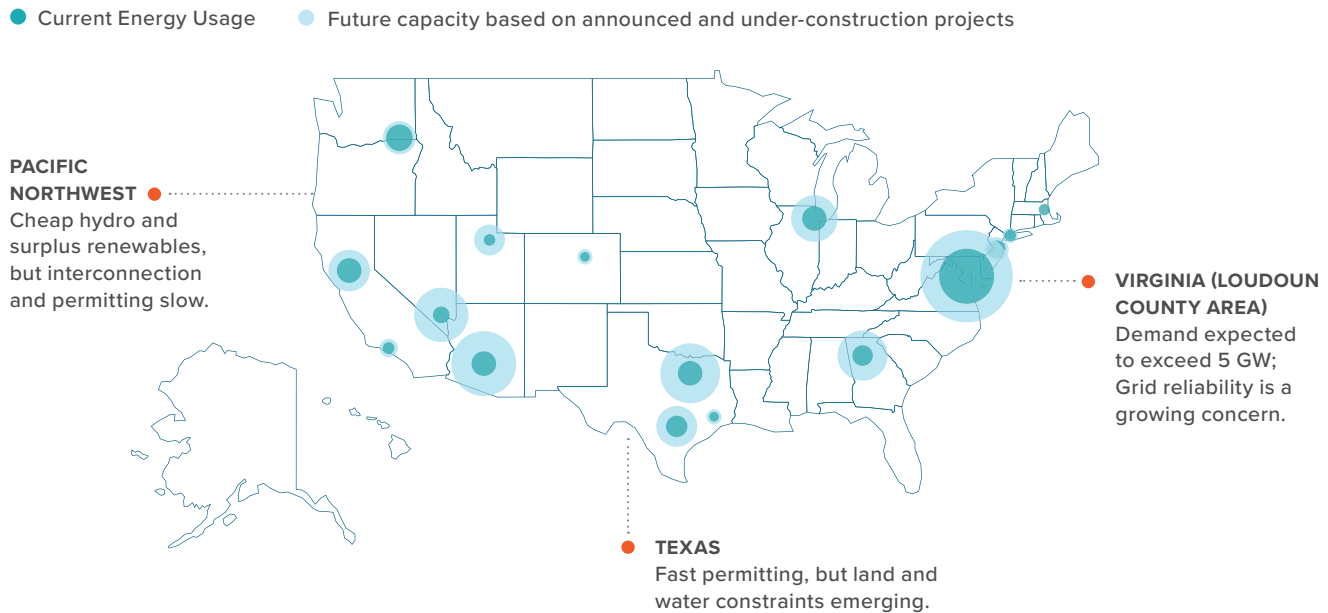 Current Energy Usage
Future capacity based on announced and under-construction projects
PACIFIC
NORTHWEST
Cheap hydro and
surplus renewables,
but interconnection
and permitting slow.
VIRGINIA (LOUDOUN
COUNTY AREA)
Demand expected
to exceed 5 GW;
Grid reliability is a
growing concern.
TEXAS
Fast permitting, but land and
water constraints emerging.